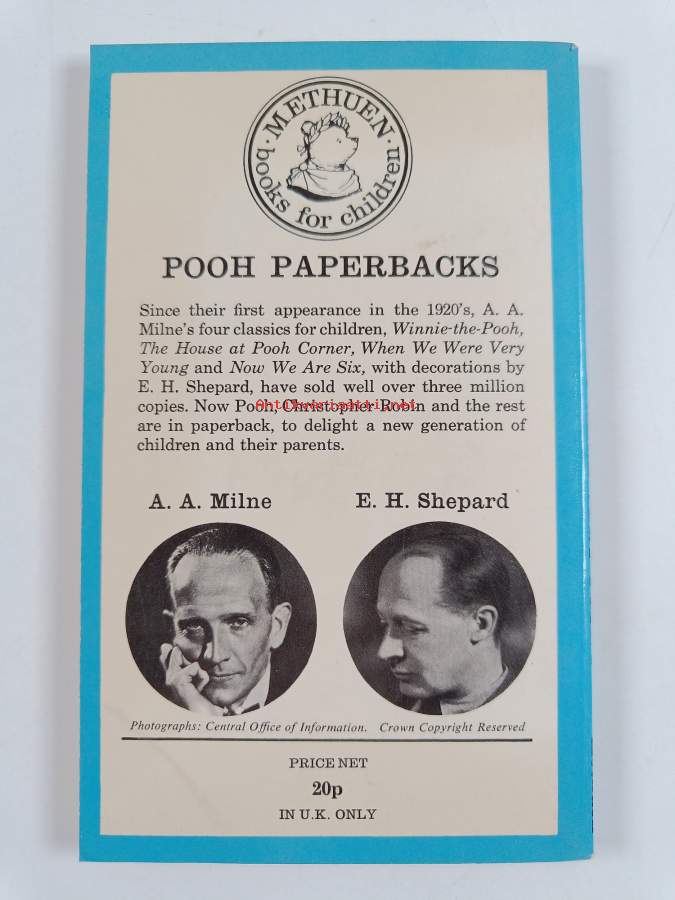 METHUEN
books for children
POOH PAPERBACKS
Since their first appearance in the 1920's, A. A.
Milne's four classics for children, Winnie-the-Pooh,
The House at Pooh Corner, When We Were Very
Young and Now We Are Six, with decorations by
E. H. Shepard, have sold well over three million
copies. Now Pooh, Christopher Robin and the rest
are in paperback, to delight a new generation of
children and their parents.
A. A. Milne
E. H. Shepard
Photographs: Central Office of Information. Crown Copyright Reserved
PRICE NET
20p
IN U.K. ONLY